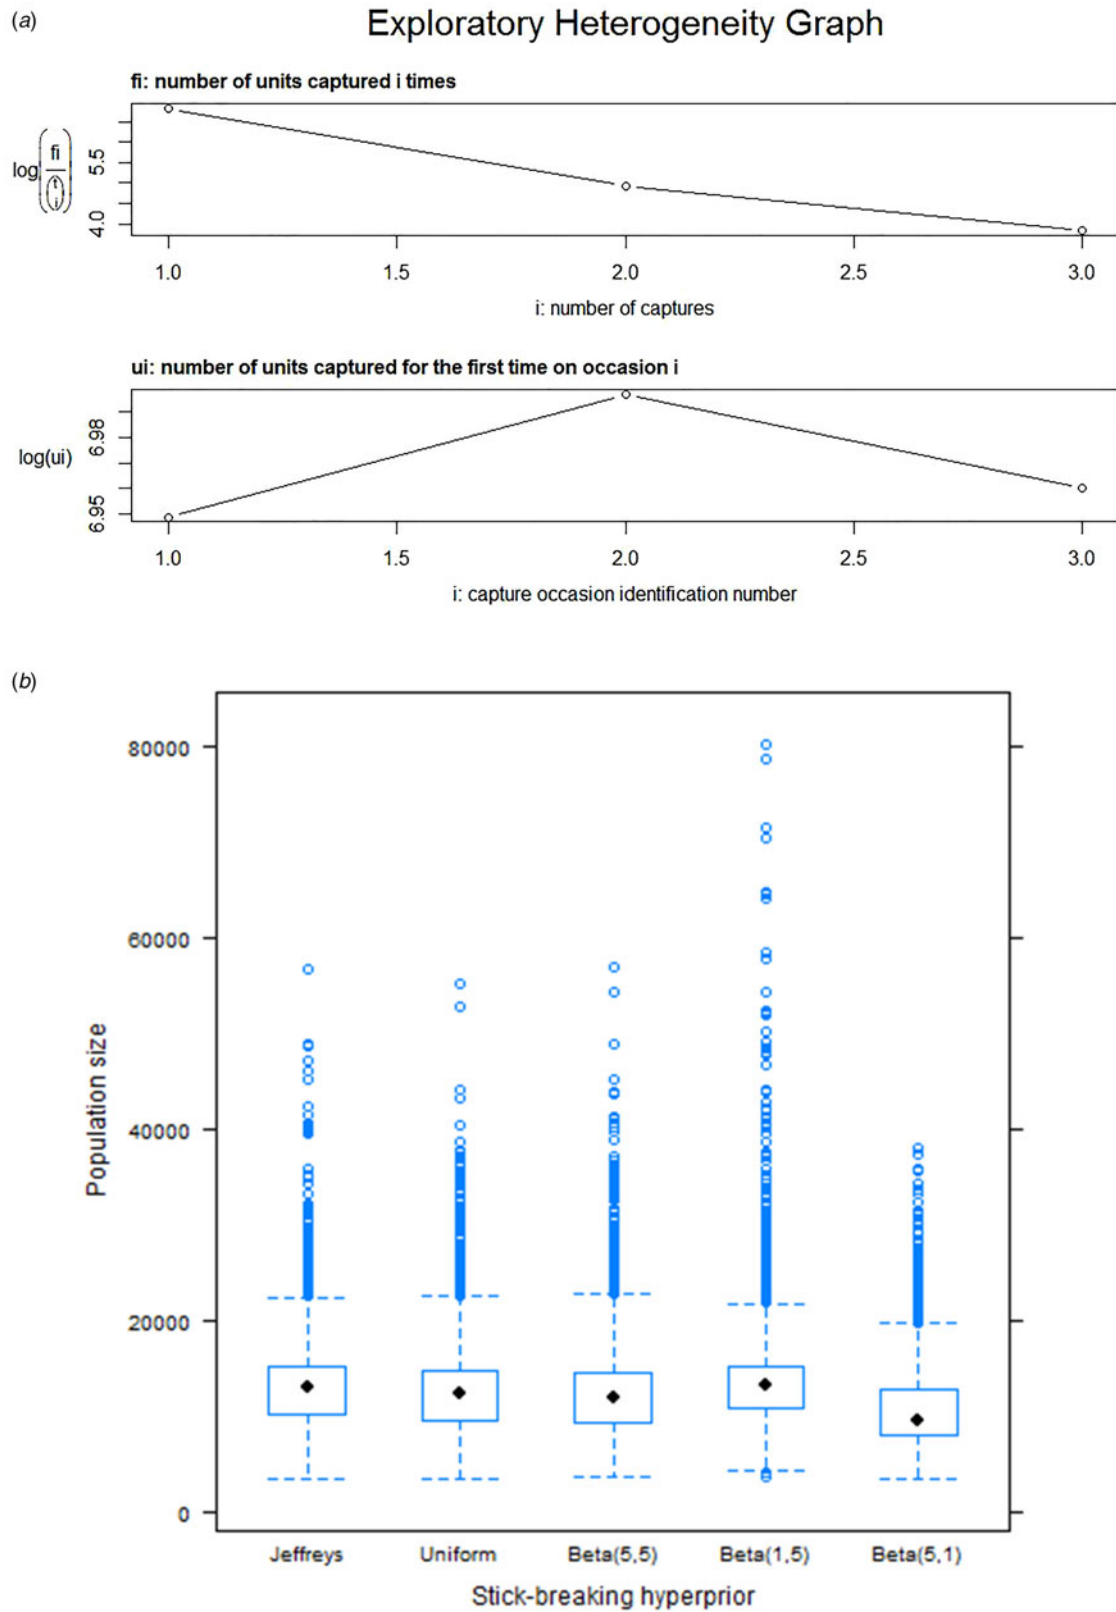 (a)
Exploratory Heterogeneity Graph
fi: number of units captured i times
log(fi/(t i))
5.5
4.0
1.0 1.5 2.0 2.5 3.0
i: number of captures
ui: number of units captured for the first time on occasion i
log(ui)
6.98
6.95
1.0 1.5 2.0 2.5 3.0
i: capture occasion identification number
(b)
80000
60000
40000
20000
0
Population size
Jeffreys Uniform Beta(5,5) Beta(1,5) Beta(5,1)
Stick-breaking hyperprior